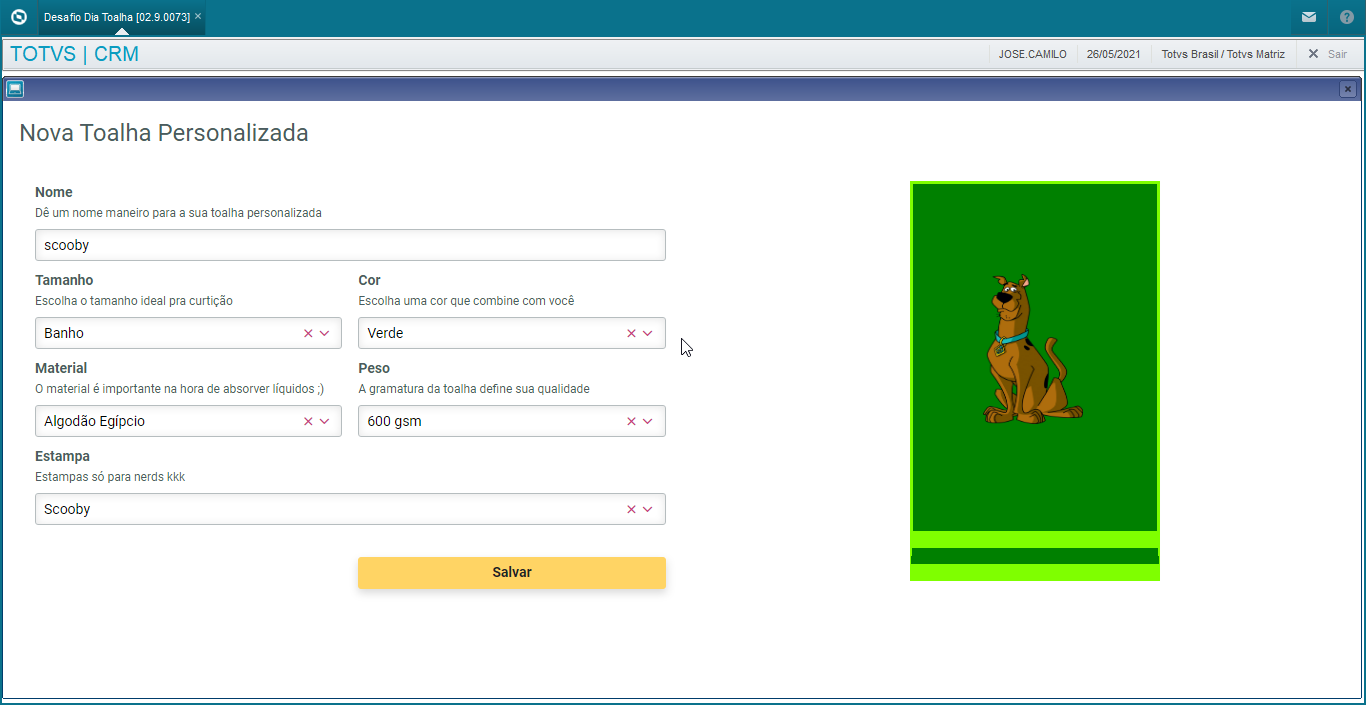 Desafio Dia Toalha [02.9.0073] ×
?
TOTVS | CRM
JOSE.CAMILO
26/05/2021
Totvs Brasil / Totvs Matriz
Sair
Nova Toalha Personalizada
Nome
Dê um nome maneiro para a sua toalha personalizada
scooby
Tamanho
Escolha o tamanho ideal pra curtição
Banho
Cor
Escolha uma cor que combine com você
Verde
Material
O material é importante na hora de absorver líquidos ;)
Algodão Egípcio
Peso
A gramatura da toalha define sua qualidade
600 gsm
Estampa
Estampas só para nerds kkk
Scooby
Salvar